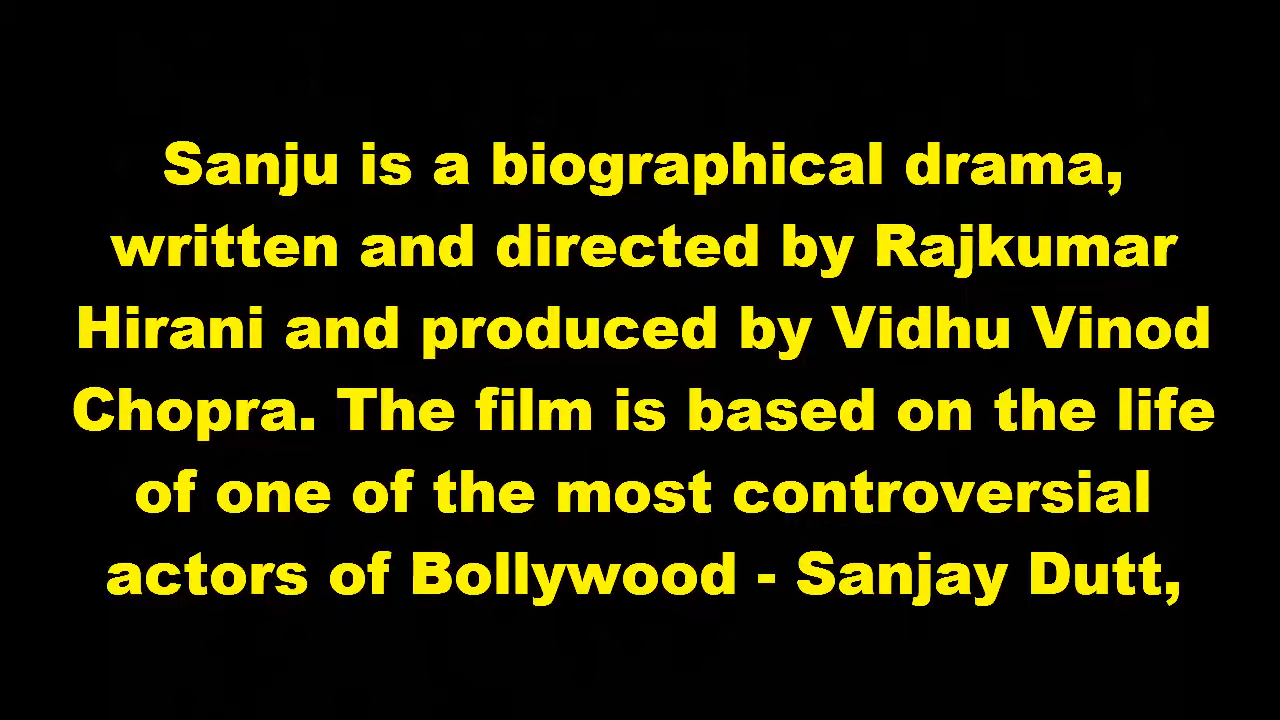 Sanju is a biographical drama,
written and directed by Rajkumar
Hirani and produced by Vidhu Vinod
Chopra. The film is based on the life
of one of the most controversial
actors of Bollywood - Sanjay Dutt,